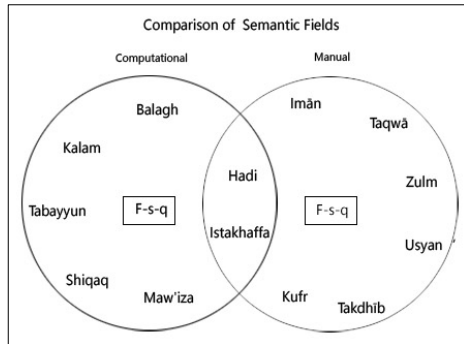 Comparison of Semantic Fields
Computational
Manual
Balagh
Kalam
Tabayyun
F-s-q
Shiqaq
Maw'iza
Hadi
Istakhaffa
Imān
Taqwā
Zulm
F-s-q
Usyan
Kufr
Takdhīb